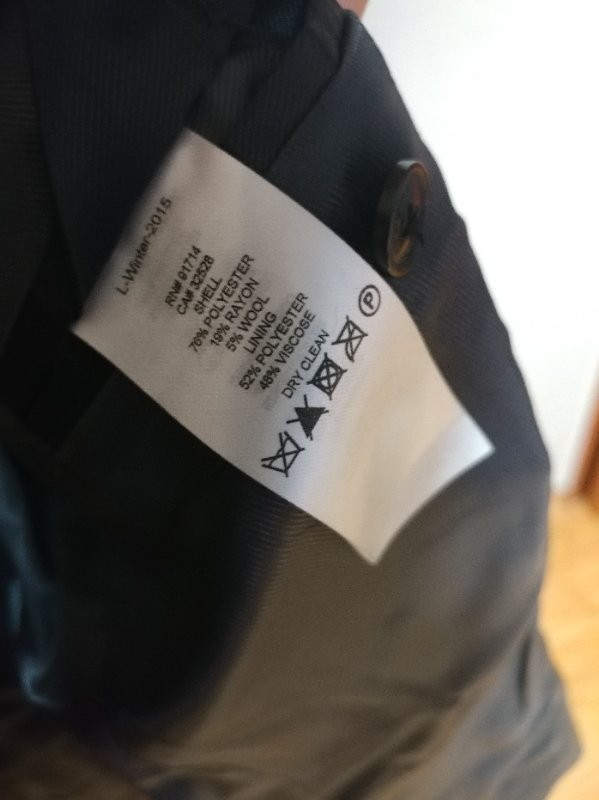 L-Winter-2015
RN# 91714
CA# 32528
SHELL
76% POLYESTER
19% RAYON
5% WOOL
LINING
52% POLYESTER
48% VISCOSE
DRY CLEAN
P